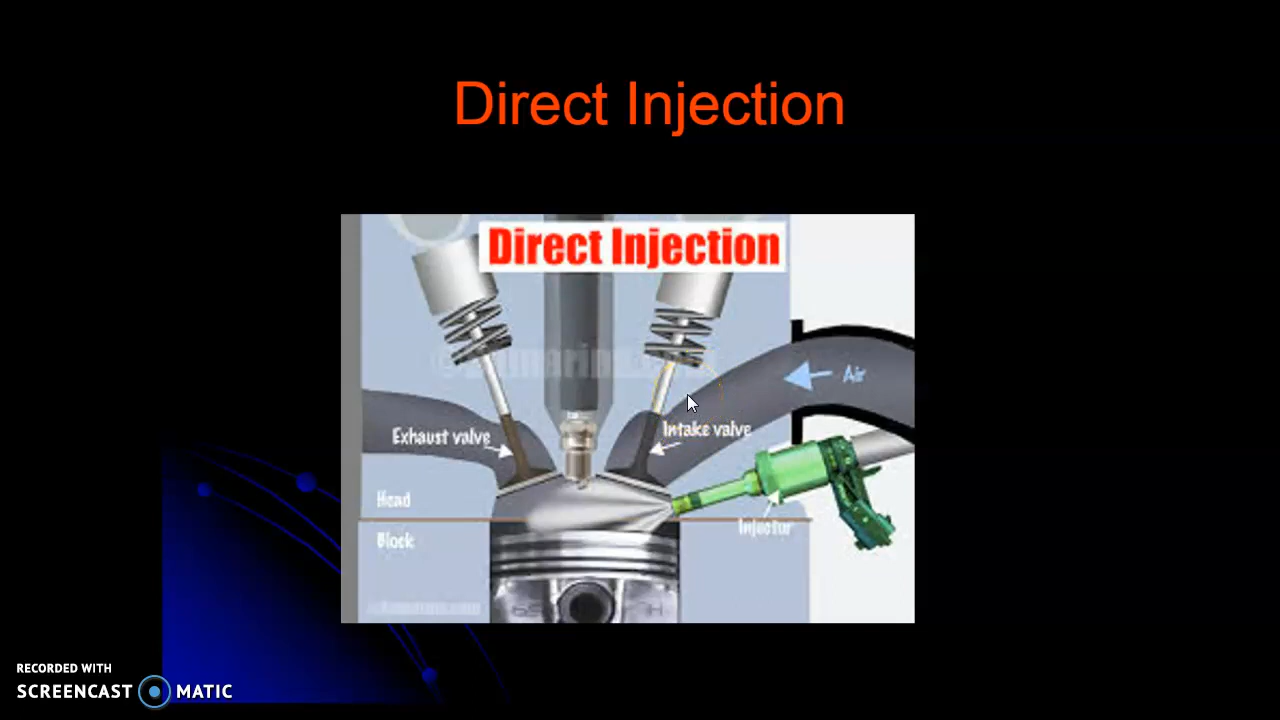 Direct Injection
Direct Injection
Air
Exhaust valve
Intake valve
Head
Injector
Block
RECORDED WITH
SCREENCAST MATIC